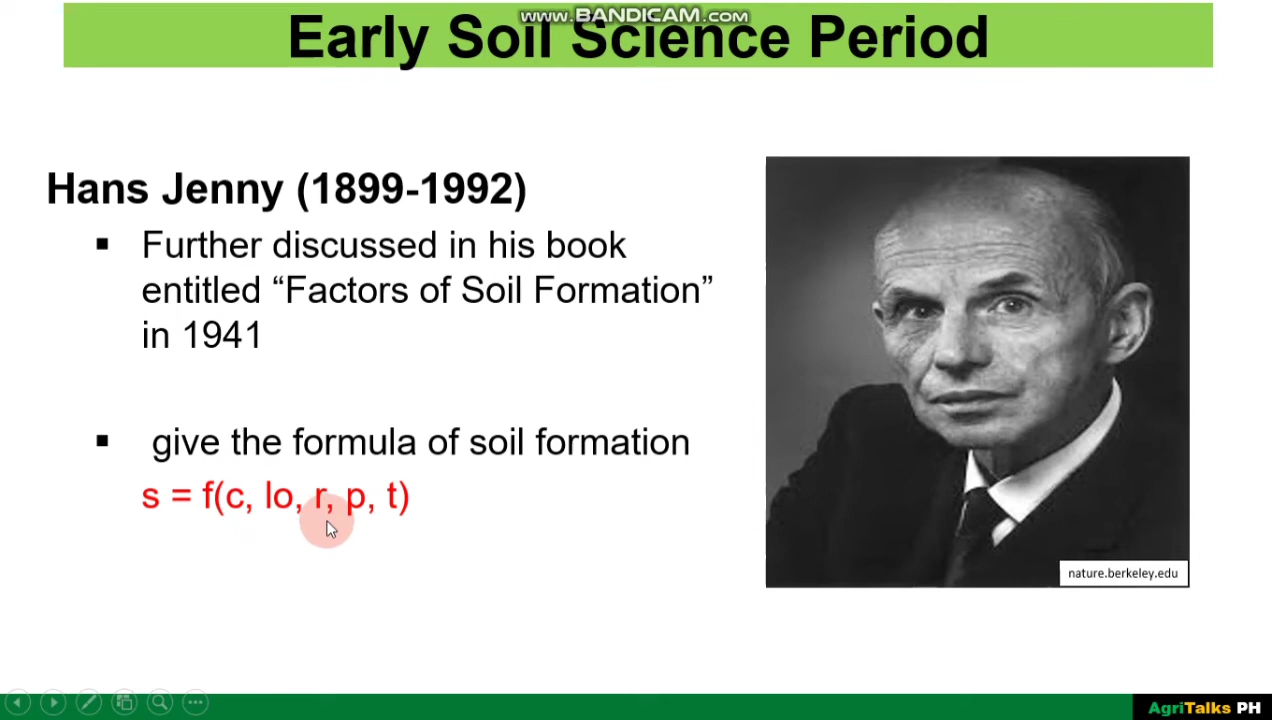 www.BANDICAM.com
Early Soil Science Period
Hans Jenny (1899-1992)
▪ Further discussed in his book
entitled “Factors of Soil Formation”
in 1941
▪ give the formula of soil formation
s = f(c, lo, r, p, t)
nature.berkeley.edu
AgriTalks PH